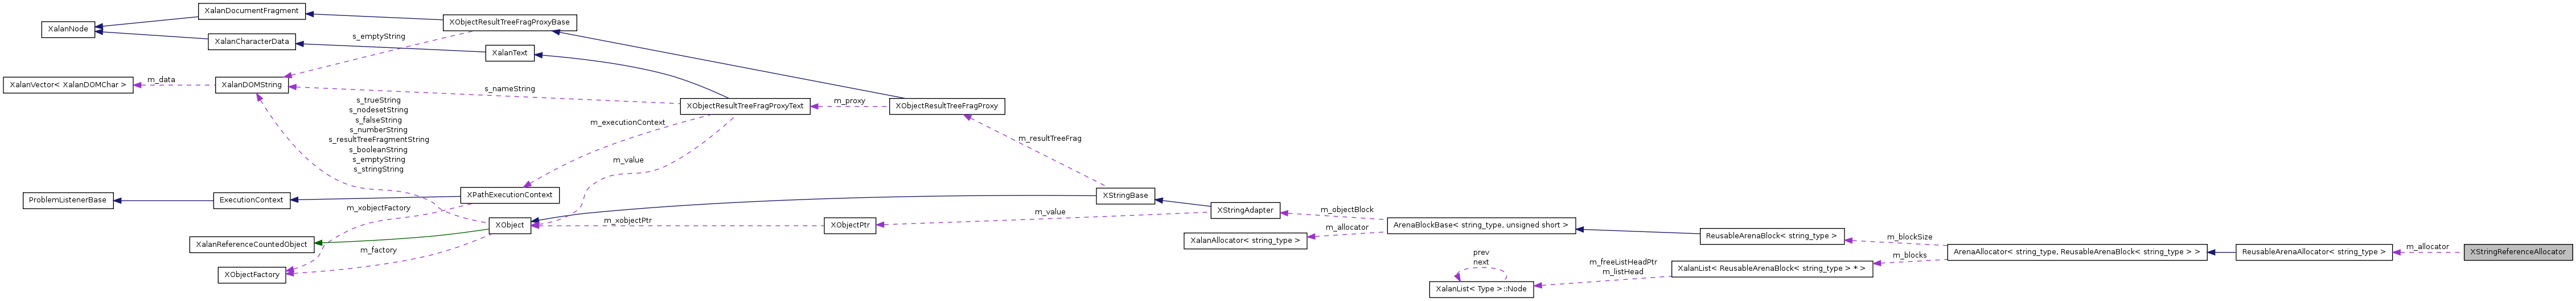 XalanDocumentFragment
XObjectResultTreeFragProxyBase
XalanNode
s_emptyString
XalanCharacterData
XalanText
XalanVector< XalanDOMChar >
m_data
XalanDOMString
s_nameString
XObjectResultTreeFragProxyText
m_proxy
XObjectResultTreeFragProxy
s_trueString
s_nodesetString
s_falseString
s_numberString
s_resultTreeFragmentString
s_booleanString
s_emptyString
s_stringString
m_executionContext
m_resultTreeFrag
m_value
ProblemListenerBase
ExecutionContext
XPathExecutionContext
XStringBase
m_xobjectFactory
XObject
m_xobjectPtr
XObjectPtr
m_value
XStringAdapter
m_objectBlock
ArenaBlockBase< string_type, unsigned short >
m_allocator
XalanAllocator< string_type >
XalanReferenceCountedObject
m_factory
XObjectFactory
ReusableArenaBlock< string_type >
m_blockSize
ArenaAllocator< string_type, ReusableArenaBlock< string_type > >
ReusableArenaAllocator< string_type >
m_allocator
XStringReferenceAllocator
m_blocks
prev
next
m_freeListHeadPtr
m_listHead
XalanList< ReusableArenaBlock< string_type > * >
XalanList< Type >::Node